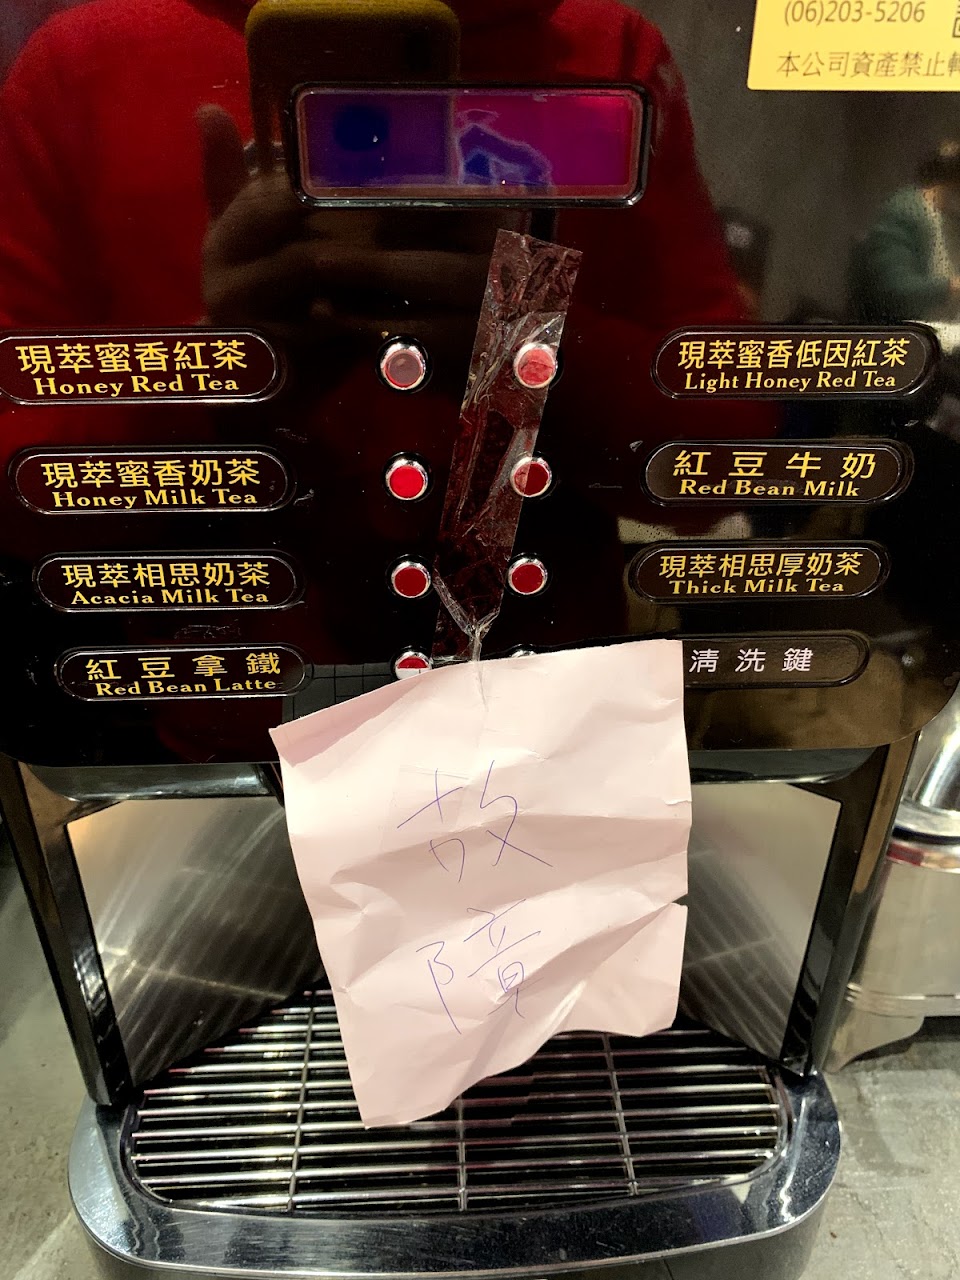 (06)203-5206
本公司資產禁止轉
現萃蜜香紅茶
Honey Red Tea
現萃蜜香低因紅茶
Light Honey Red Tea
現萃蜜香奶茶
Honey Milk Tea
紅豆牛奶
Red Bean Milk
現萃相思奶茶
Acacia Milk Tea
現萃相思厚奶茶
Thick Milk Tea
紅豆拿鐵
Red Bean Latte
清洗鍵
故
障